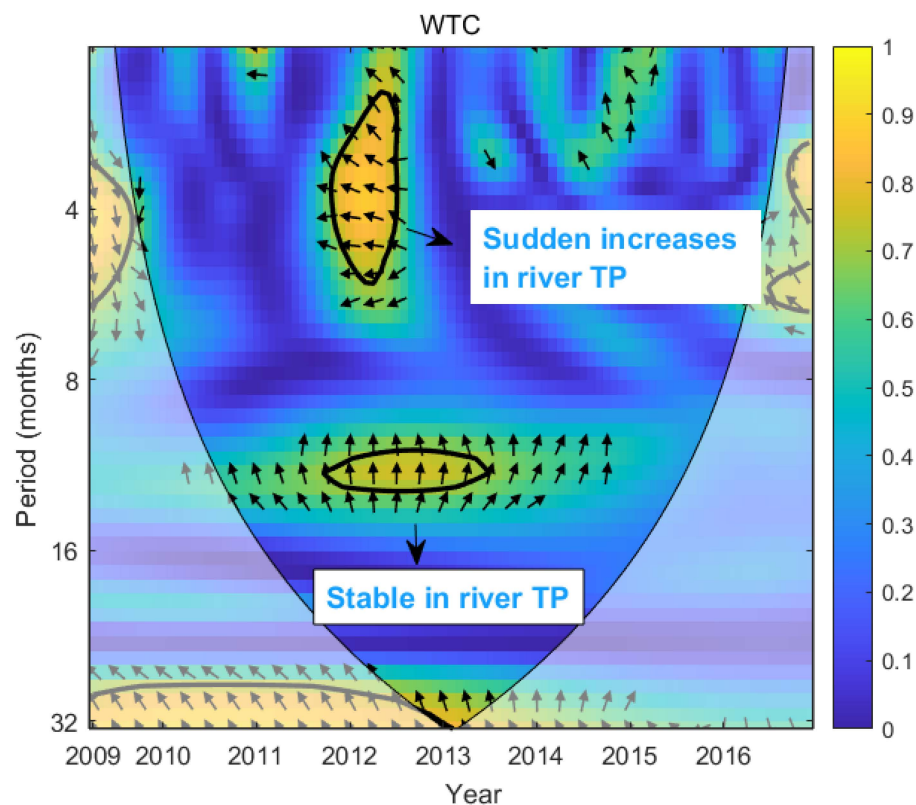 WTC
1
0.9
0.8
0.7
0.6
0.5
0.4
0.3
0.2
0.1
0
4
8
16
32
Period (months)
Sudden increases
in river TP
Stable in river TP
2009 2010 2011 2012 2013 2014 2015 2016
Year